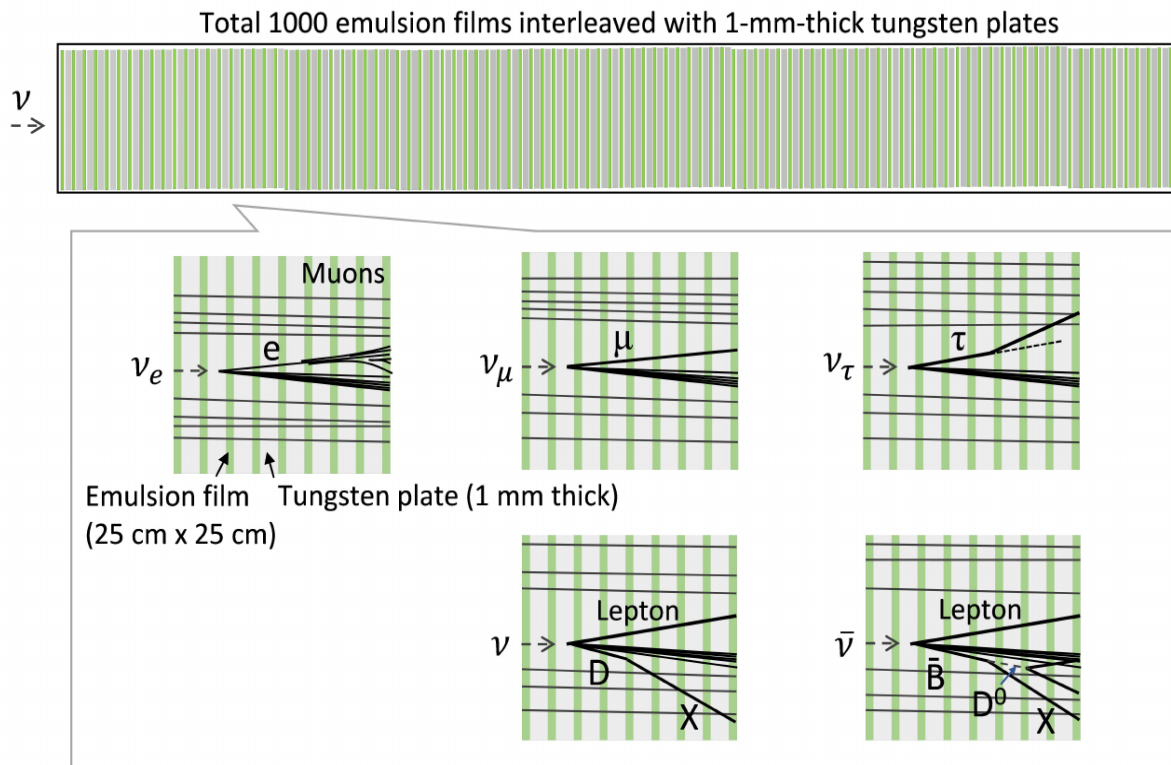 Total 1000 emulsion films interleaved with 1-mm-thick tungsten plates
ν
Muons
e
νe
μ
νμ
τ
ντ
Emulsion film
(25 cm x 25 cm)
Tungsten plate (1 mm thick)
Lepton
ν
D
X
Lepton
ν̄
B̄
D⁰
X